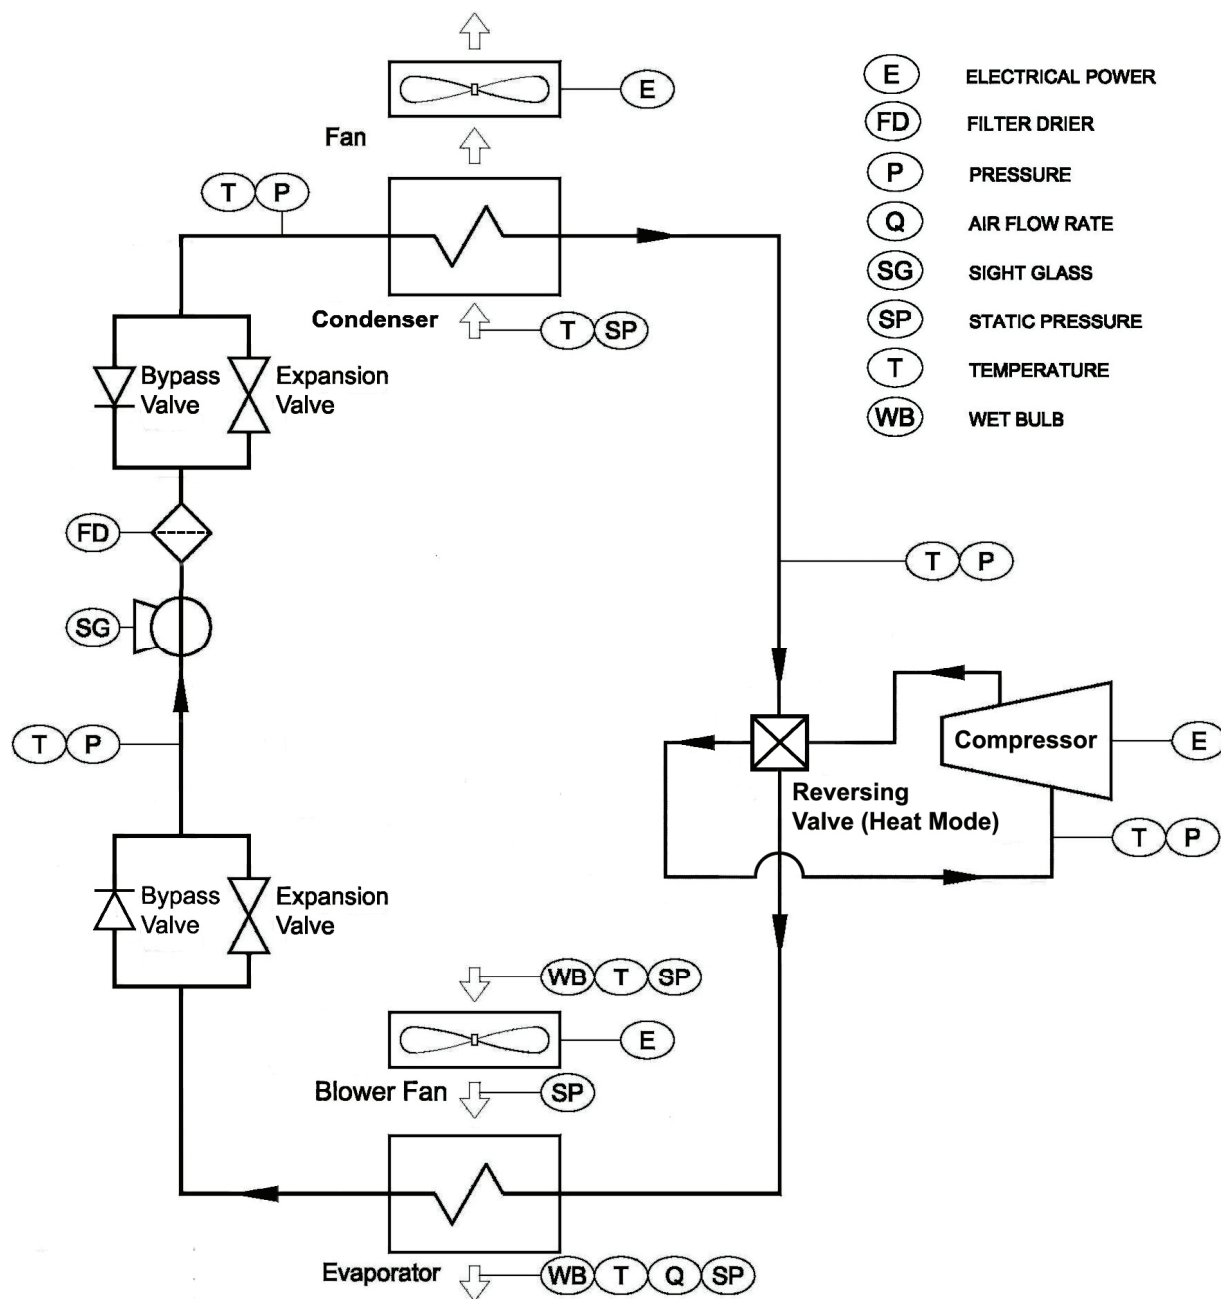 E
Fan
T P
Condenser
T SP
E ELECTRICAL POWER
FD FILTER DRIER
P PRESSURE
Q AIR FLOW RATE
SG SIGHT GLASS
SP STATIC PRESSURE
T TEMPERATURE
WB WET BULB
Bypass
Valve
Expansion
Valve
FD
SG
T P
T P
Compressor
E
Reversing
Valve (Heat Mode)
T P
Bypass
Valve
Expansion
Valve
WB T SP
E
Blower Fan
SP
Evaporator
WB T Q SP